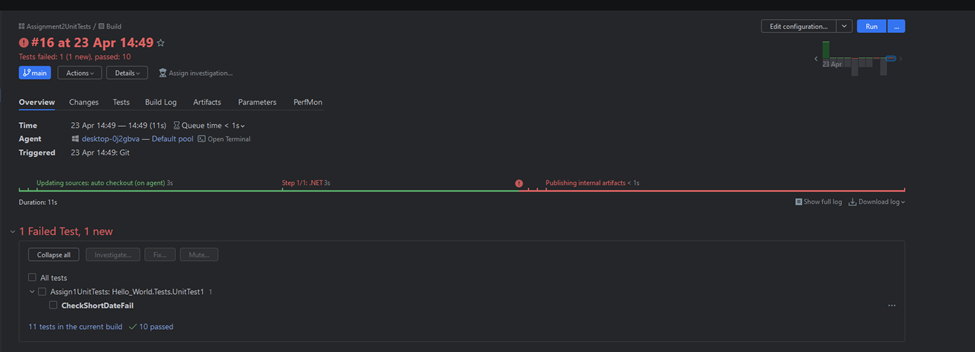 Assignment2UnitTests / Build
#16 at 23 Apr 14:49
Edit configuration... Run ...
Tests failed: 1 (1 new), passed: 10
main Actions Details Assign investigation...
23 Apr
Overview Changes Tests Build Log Artifacts Parameters PerfMon
Time 23 Apr 14:49 — 14:49 (11s) Queue time < 1s
Agent desktop-0j2gbva — Default pool Open Terminal
Triggered 23 Apr 14:49: Git
Updating sources: auto checkout (on agent) 3s Step 1/1: .NET 3s Publishing internal artifacts < 1s
Duration: 11s Show full log Download log
1 Failed Test, 1 new
Collapse all Investigate... Fix... Mute...
All tests
Assign1UnitTests: Hello_World.Tests.UnitTest1 1
CheckShortDateFail ...
11 tests in the current build 10 passed